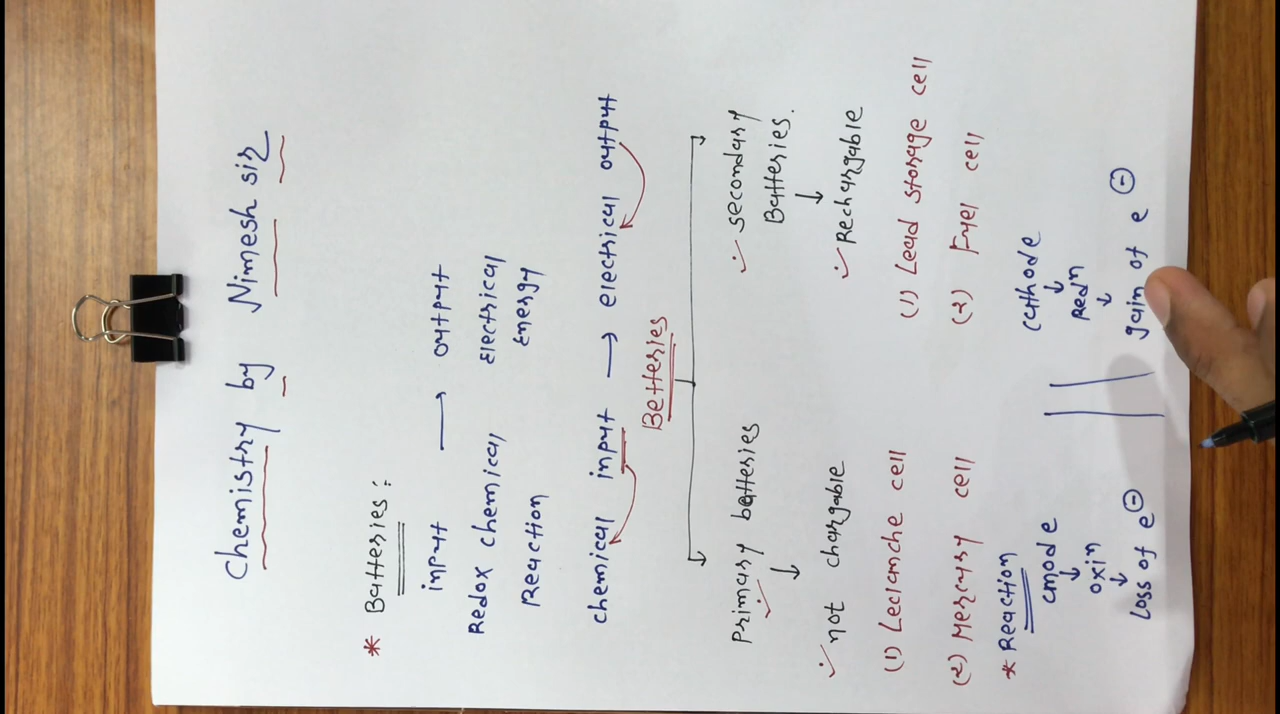 Chemistry by Nimesh sir
* Batteries :
input → output
Redox chemical electrical
Reaction Energy
chemical input → electrical output
Betteries
Primary batteries
↓
✓ not chargable
(1) Leclanche cell
(2) Mercury cell
✓ secondary
Batteries.
↓
✓ Rechargable
(1) Lead storage cell
(2) Fuel cell
* Reaction
anode
↓
oxin
↓
Loss of e⊖
cathode
↓
Redn
↓
gain of e⊖